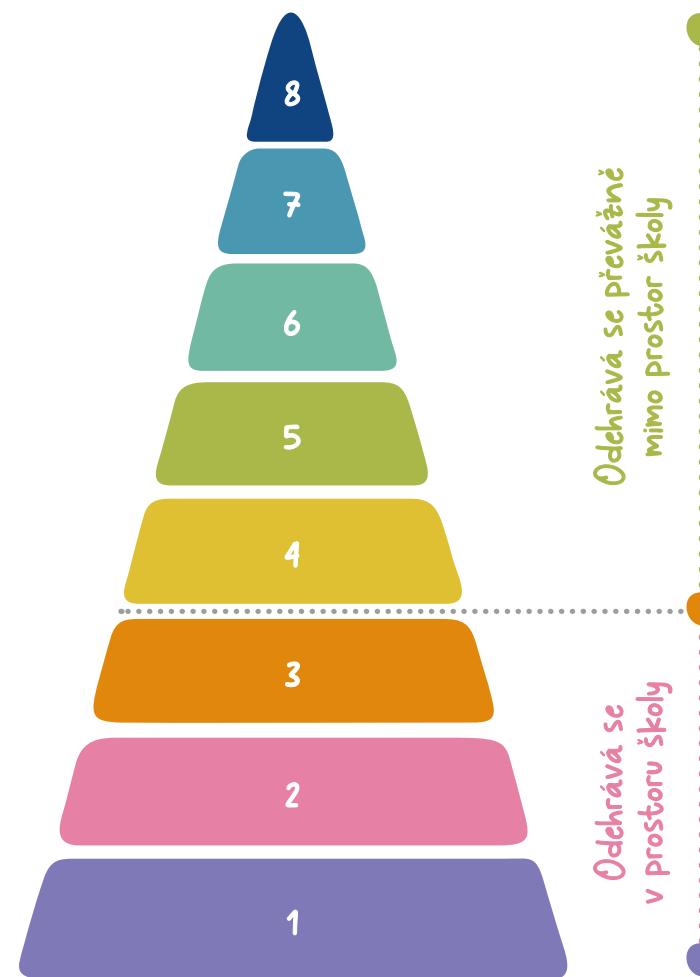 8
7
6
5
4
3
2
1
Odehrává se převážně
mimo prostor školy
Odehrává se
v prostoru školy